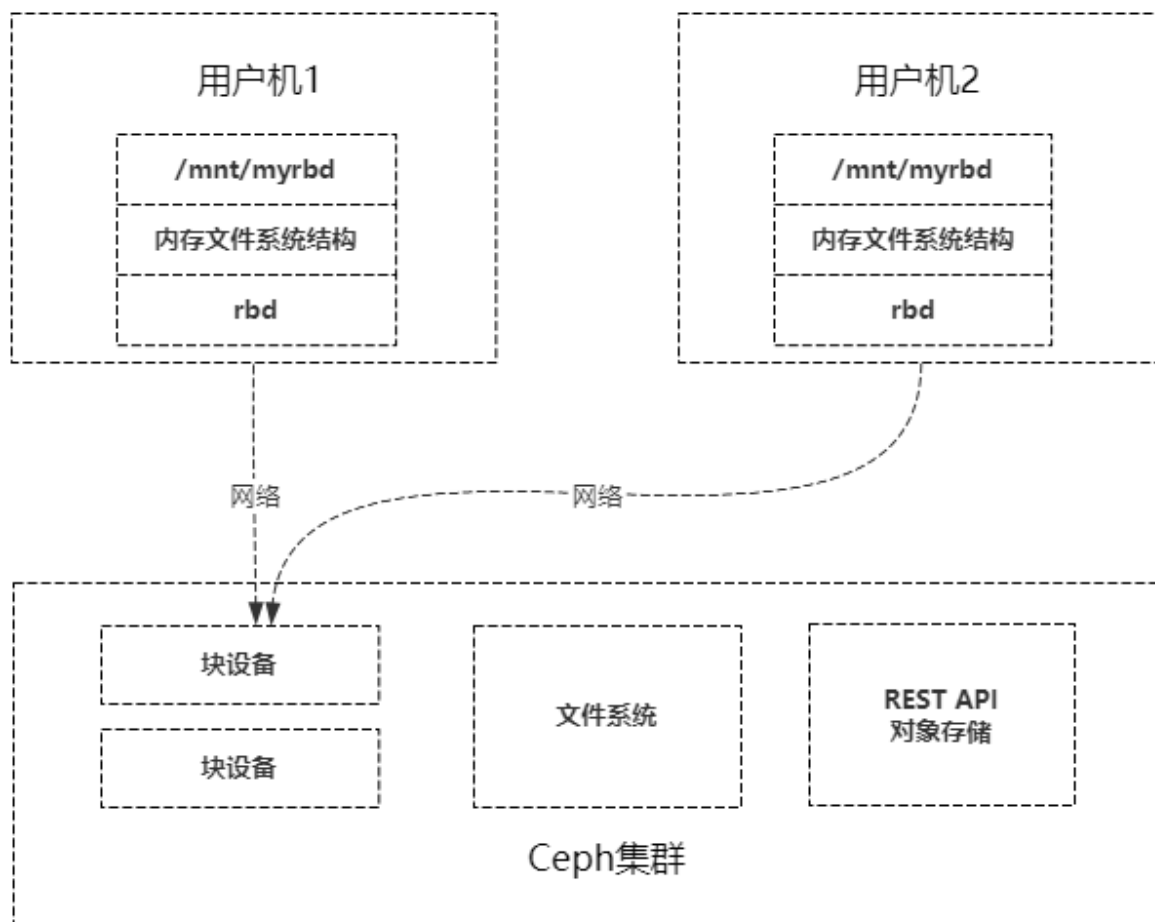 用户机1
/mnt/myrbd
内存文件系统结构
rbd
用户机2
/mnt/myrbd
内存文件系统结构
rbd
网络
网络
块设备
块设备
文件系统
REST API
对象存储
Ceph集群